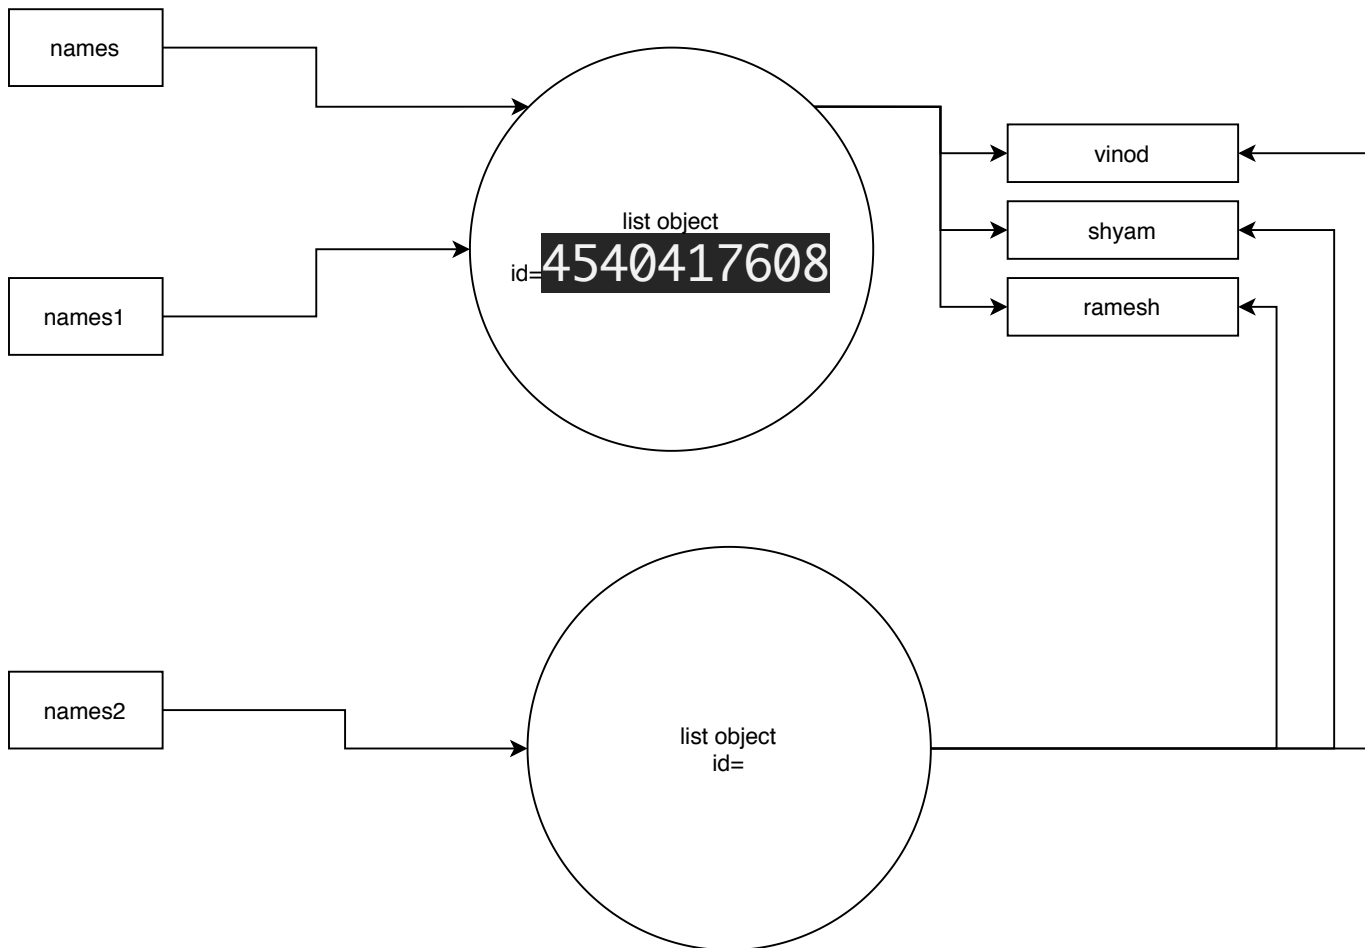 names
names1
names2
list object
id=4540417608
vinod
shyam
ramesh
list object
id=